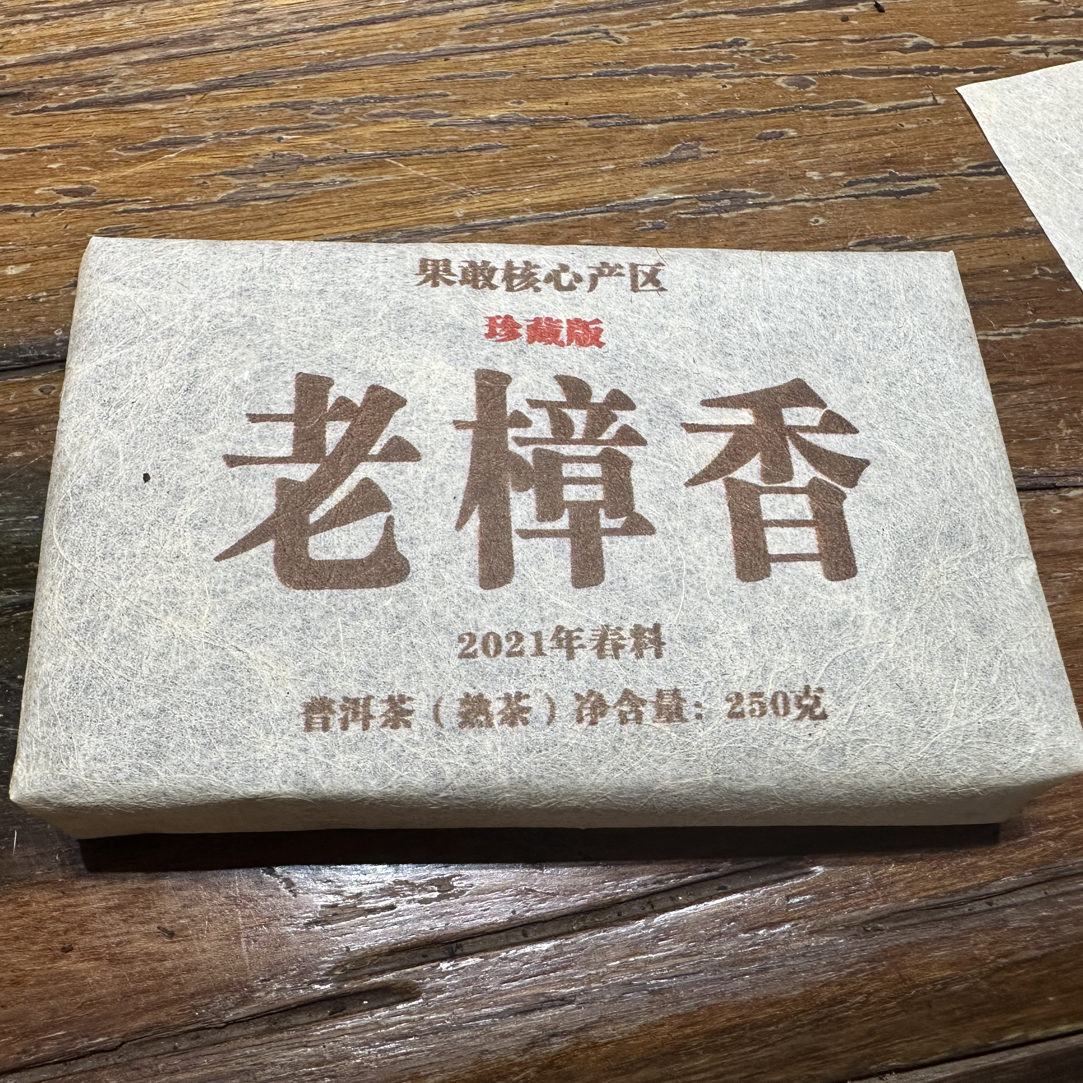 果敢核心产区
珍藏版
老樟香
2021年春料
普洱茶（熟茶）净含量：250克